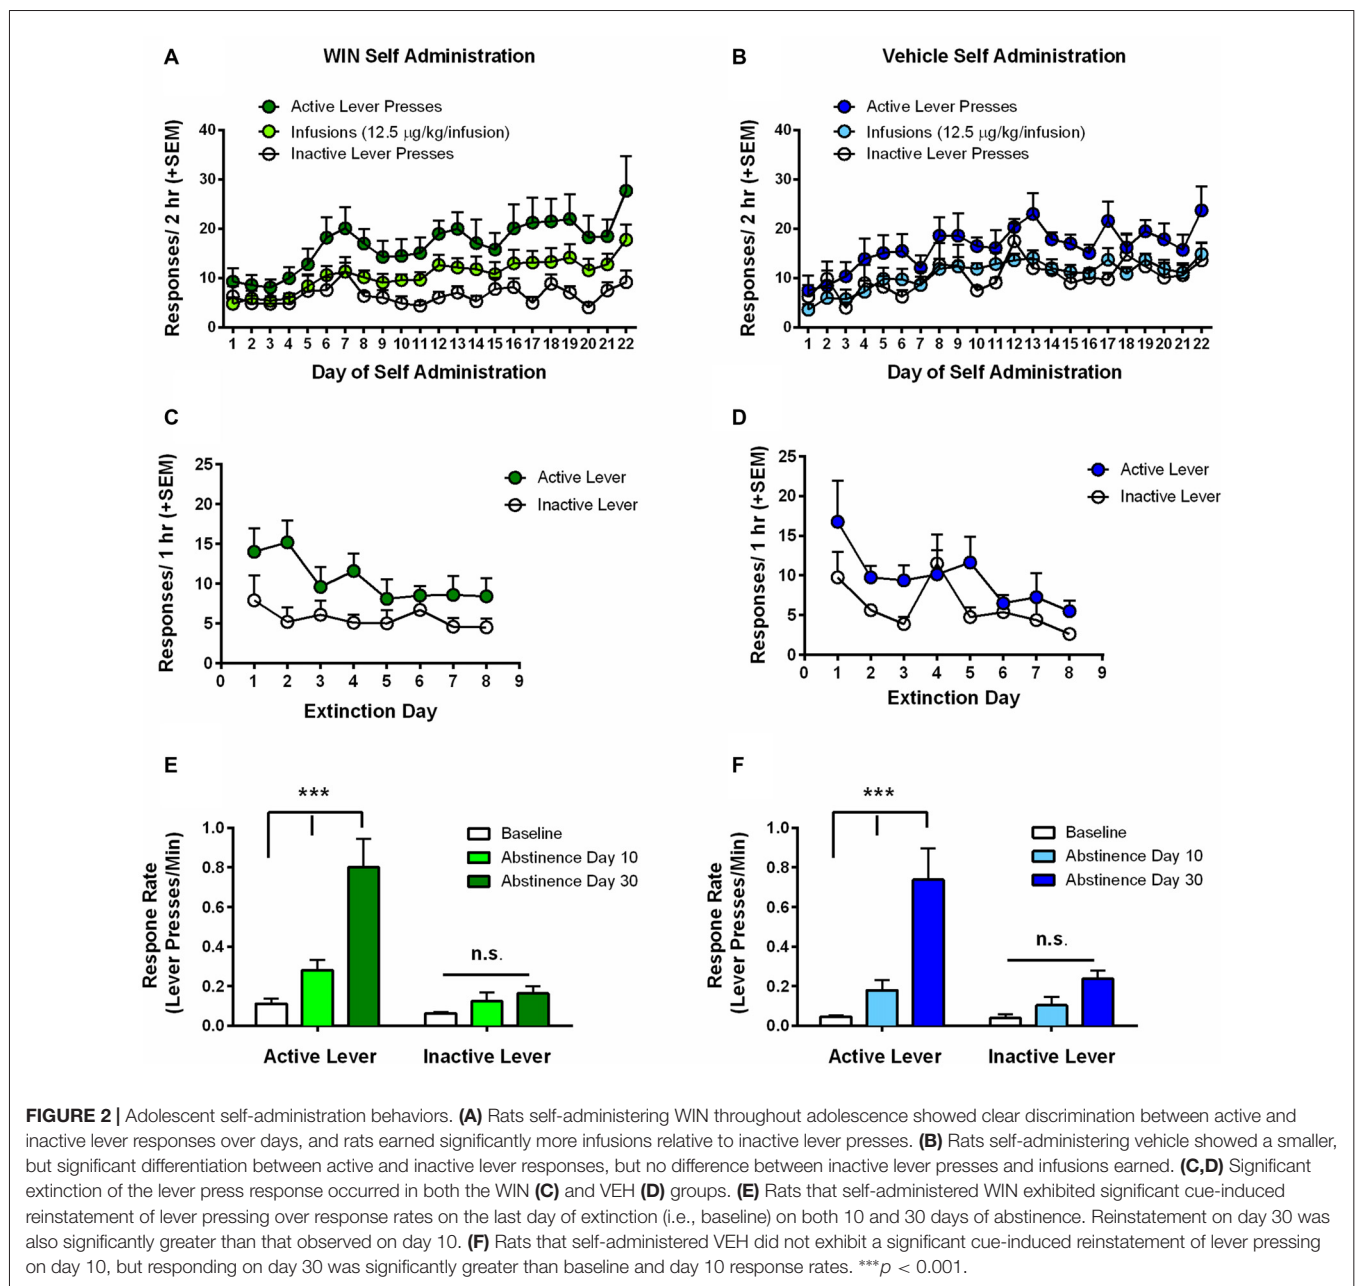 A WIN Self Administration
Active Lever Presses
Infusions (12.5 µg/kg/infusion)
Inactive Lever Presses
Responses/ 2 hr (+SEM)
40
30
20
10
0
1 2 3 4 5 6 7 8 9 10 11 12 13 14 15 16 17 18 19 20 21 22
Day of Self Administration
B Vehicle Self Administration
Active Lever Presses
Infusions (12.5 µg/kg/infusion)
Inactive Lever Presses
Responses/ 2 hr (+SEM)
40
30
20
10
0
1 2 3 4 5 6 7 8 9 10 11 12 13 14 15 16 17 18 19 20 21 22
Day of Self Administration
C
Active Lever
Inactive Lever
Responses/ 1 hr (+SEM)
25
20
15
10
5
0
0 1 2 3 4 5 6 7 8 9
Extinction Day
D
Active Lever
Inactive Lever
Responses/ 1 hr (+SEM)
25
20
15
10
5
0
0 1 2 3 4 5 6 7 8 9
Extinction Day
E
***
Baseline
Abstinence Day 10
Abstinence Day 30
Respone Rate
(Lever Presses/Min)
1.0
0.8
0.6
0.4
0.2
0.0
n.s.
Active Lever Inactive Lever
F
***
Baseline
Abstinence Day 10
Abstinence Day 30
Respone Rate
(Lever Presses/Min)
1.0
0.8
0.6
0.4
0.2
0.0
n.s.
Active Lever Inactive Lever
FIGURE 2 | Adolescent self-administration behaviors. (A) Rats self-administering WIN throughout adolescence showed clear discrimination between active and
inactive lever responses over days, and rats earned significantly more infusions relative to inactive lever presses. (B) Rats self-administering vehicle showed a smaller,
but significant differentiation between active and inactive lever responses, but no difference between inactive lever presses and infusions earned. (C,D) Significant
extinction of the lever press response occurred in both the WIN (C) and VEH (D) groups. (E) Rats that self-administered WIN exhibited significant cue-induced
reinstatement of lever pressing over response rates on the last day of extinction (i.e., baseline) on both 10 and 30 days of abstinence. Reinstatement on day 30 was
also significantly greater than that observed on day 10. (F) Rats that self-administered VEH did not exhibit a significant cue-induced reinstatement of lever pressing
on day 10, but responding on day 30 was significantly greater than baseline and day 10 response rates. ***p < 0.001.